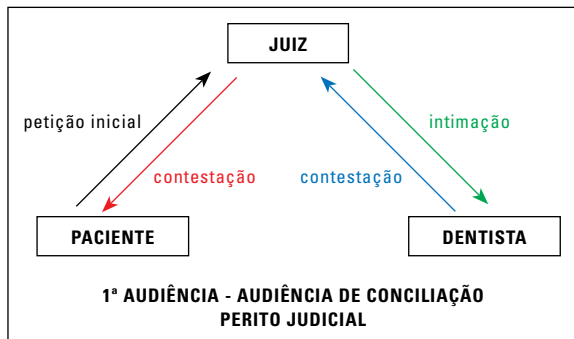 JUIZ
petição inicial
intimação
contestação
contestação
PACIENTE
DENTISTA
1ª AUDIÊNCIA - AUDIÊNCIA DE CONCILIAÇÃO
PERITO JUDICIAL